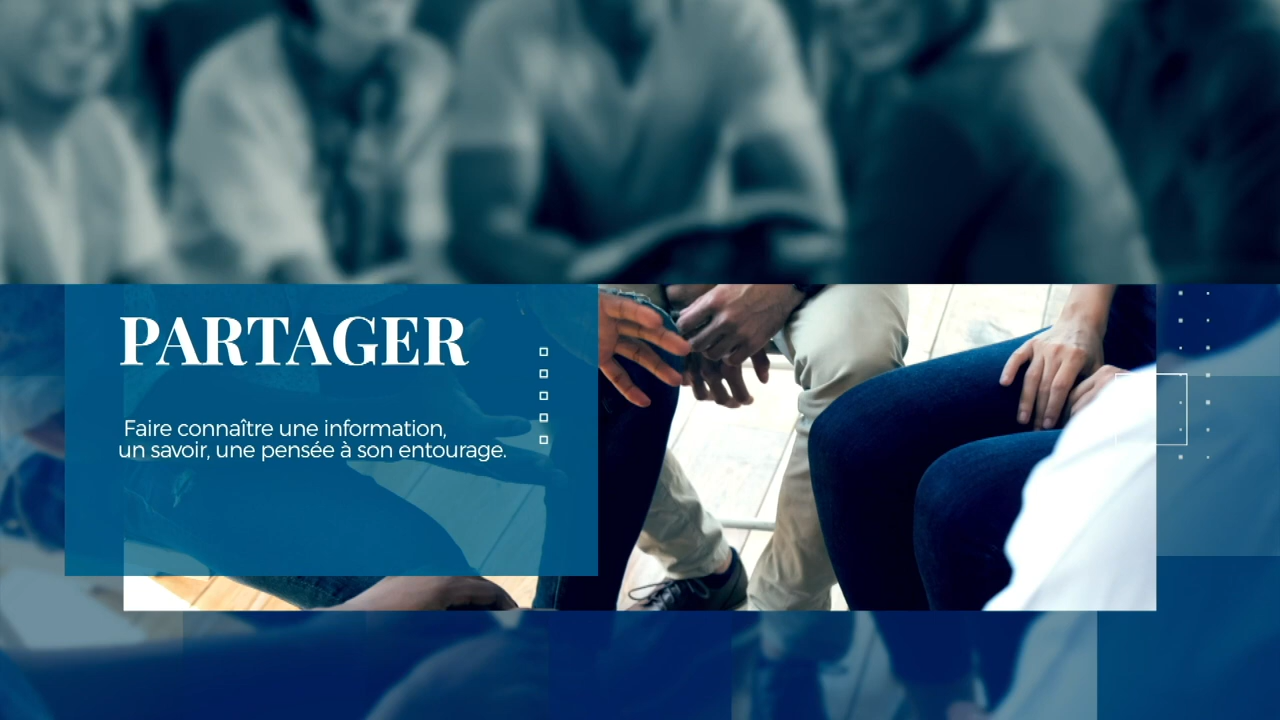 PARTAGER
Faire connaître une information,
un savoir, une pensée à son entourage.